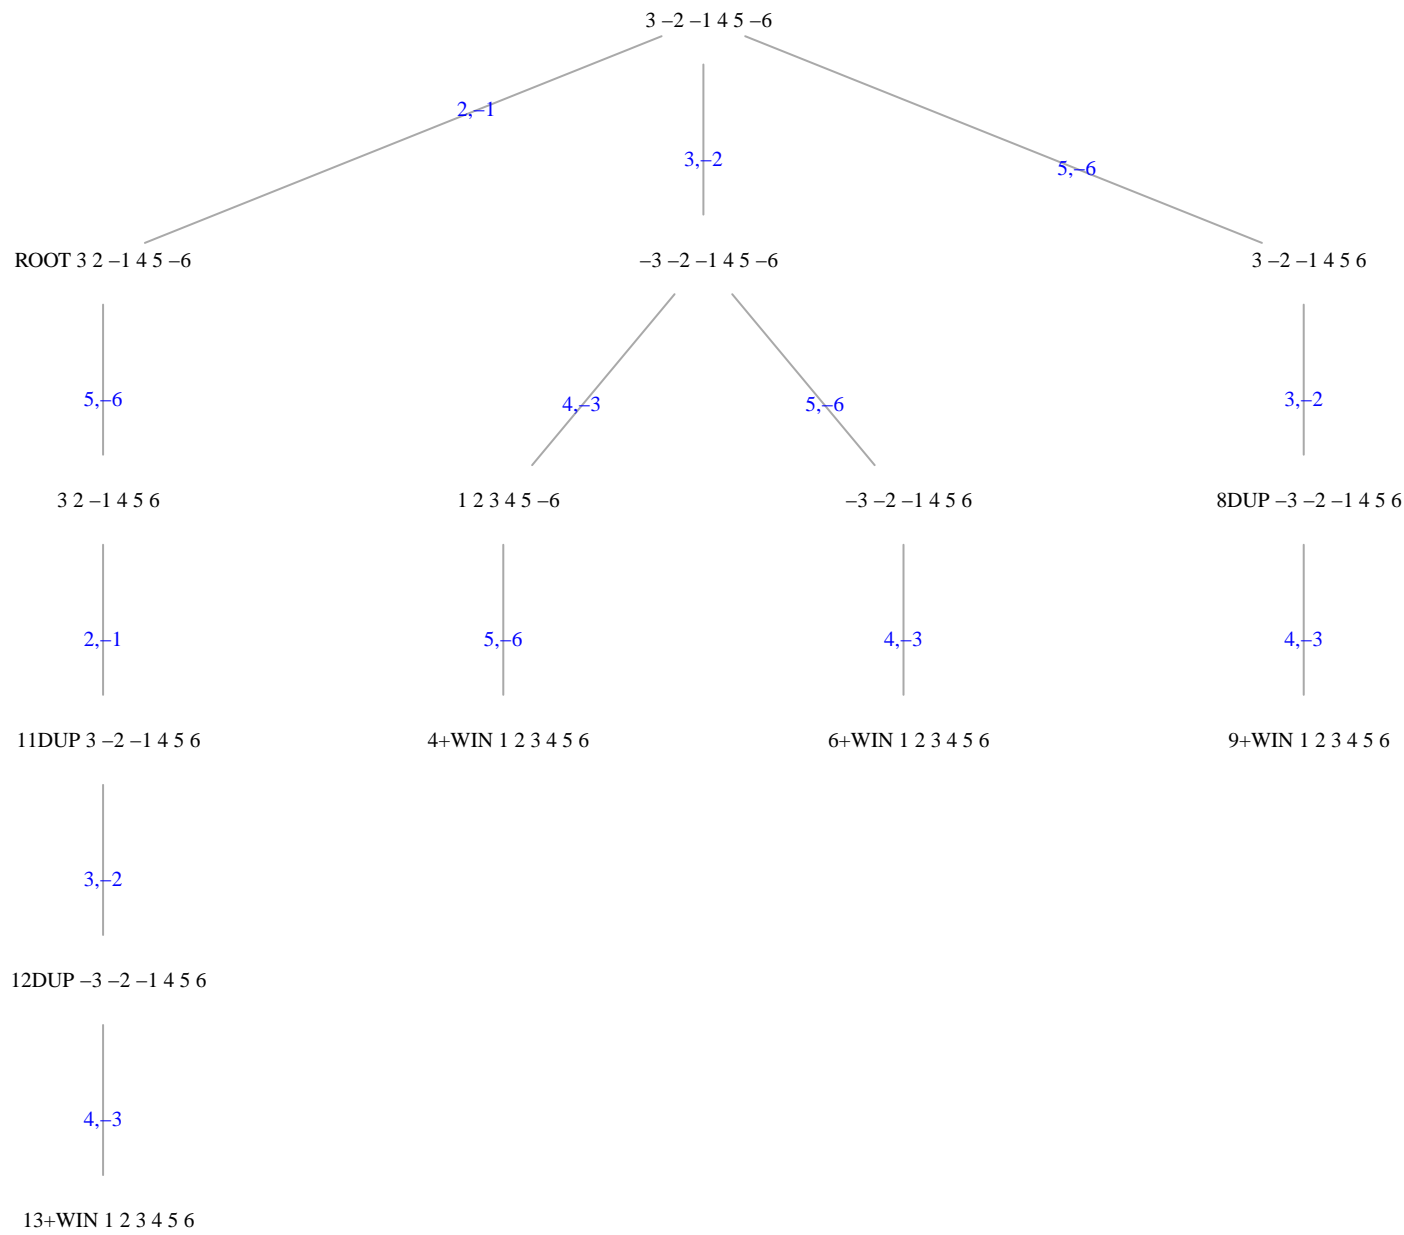 3 –2 –1 4 5 –6
2,–1
3,–2
5,–6
ROOT 3 2 –1 4 5 –6
–3 –2 –1 4 5 –6
3 –2 –1 4 5 6
5,–6
4,–3
5,–6
3,–2
3 2 –1 4 5 6
1 2 3 4 5 –6
–3 –2 –1 4 5 6
8DUP –3 –2 –1 4 5 6
2,–1
5,–6
4,–3
4,–3
11DUP 3 –2 –1 4 5 6
4+WIN 1 2 3 4 5 6
6+WIN 1 2 3 4 5 6
9+WIN 1 2 3 4 5 6
3,–2
12DUP –3 –2 –1 4 5 6
4,–3
13+WIN 1 2 3 4 5 6